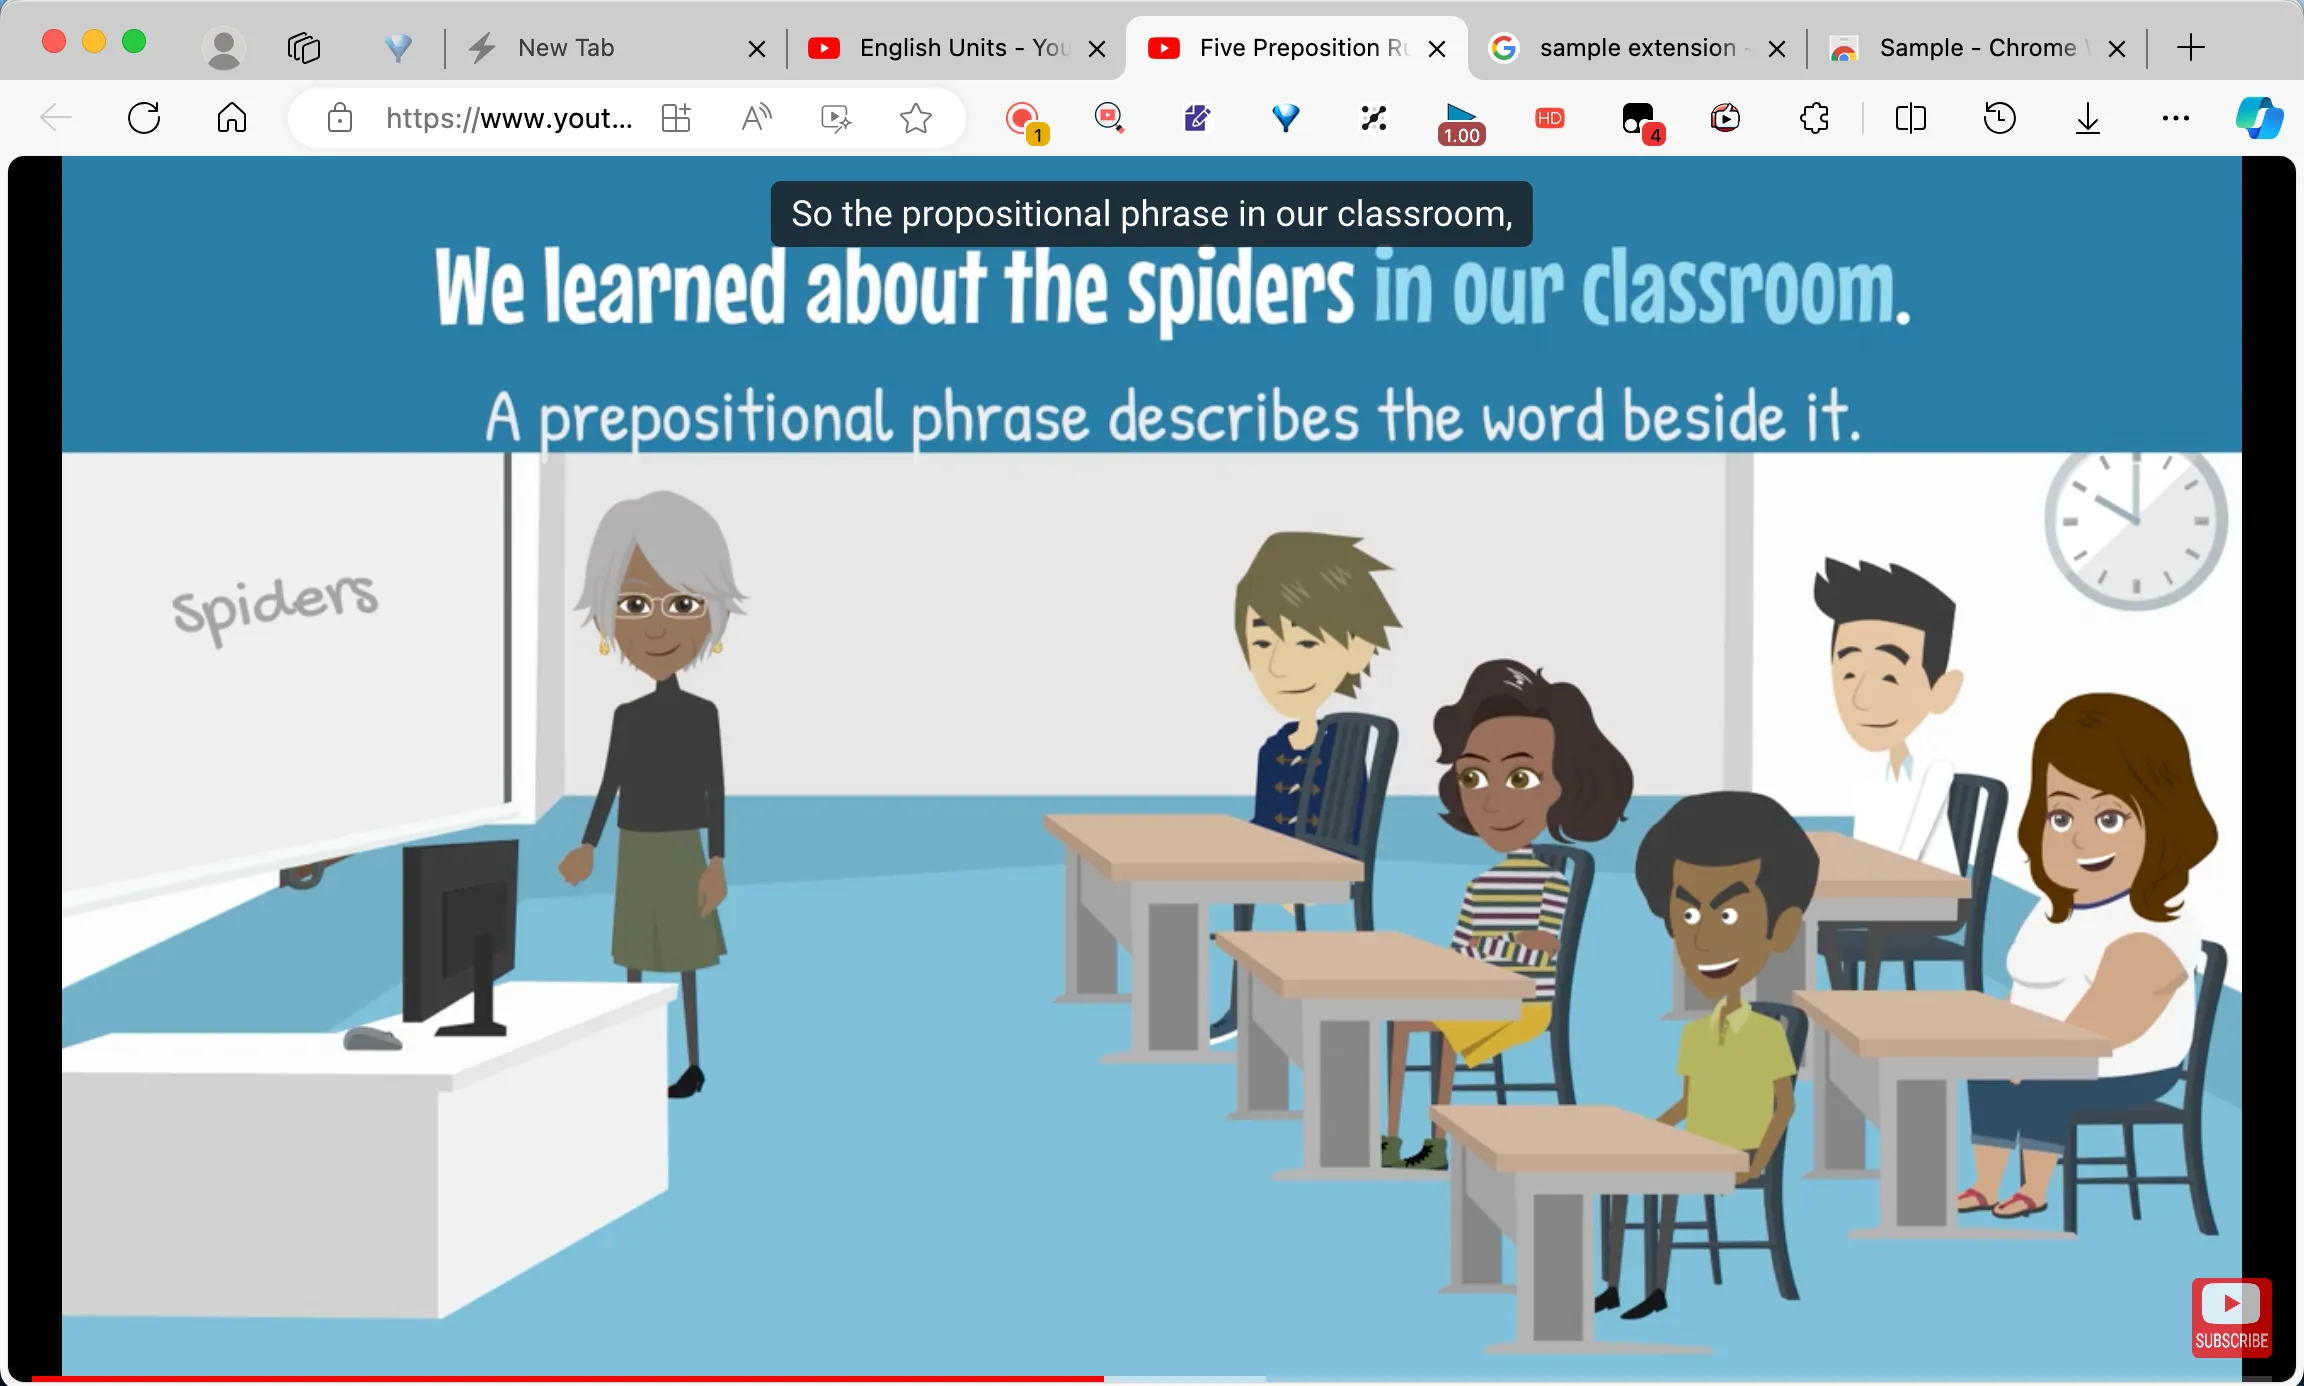 New Tab
English Units - You
Five Preposition Ru
sample extension -
Sample - Chrome
https://www.yout...
1
1.00
HD
4
So the propositional phrase in our classroom,
We learned about the spiders in our classroom.
A prepositional phrase describes the word beside it.
Spiders
SUBSCRIBE